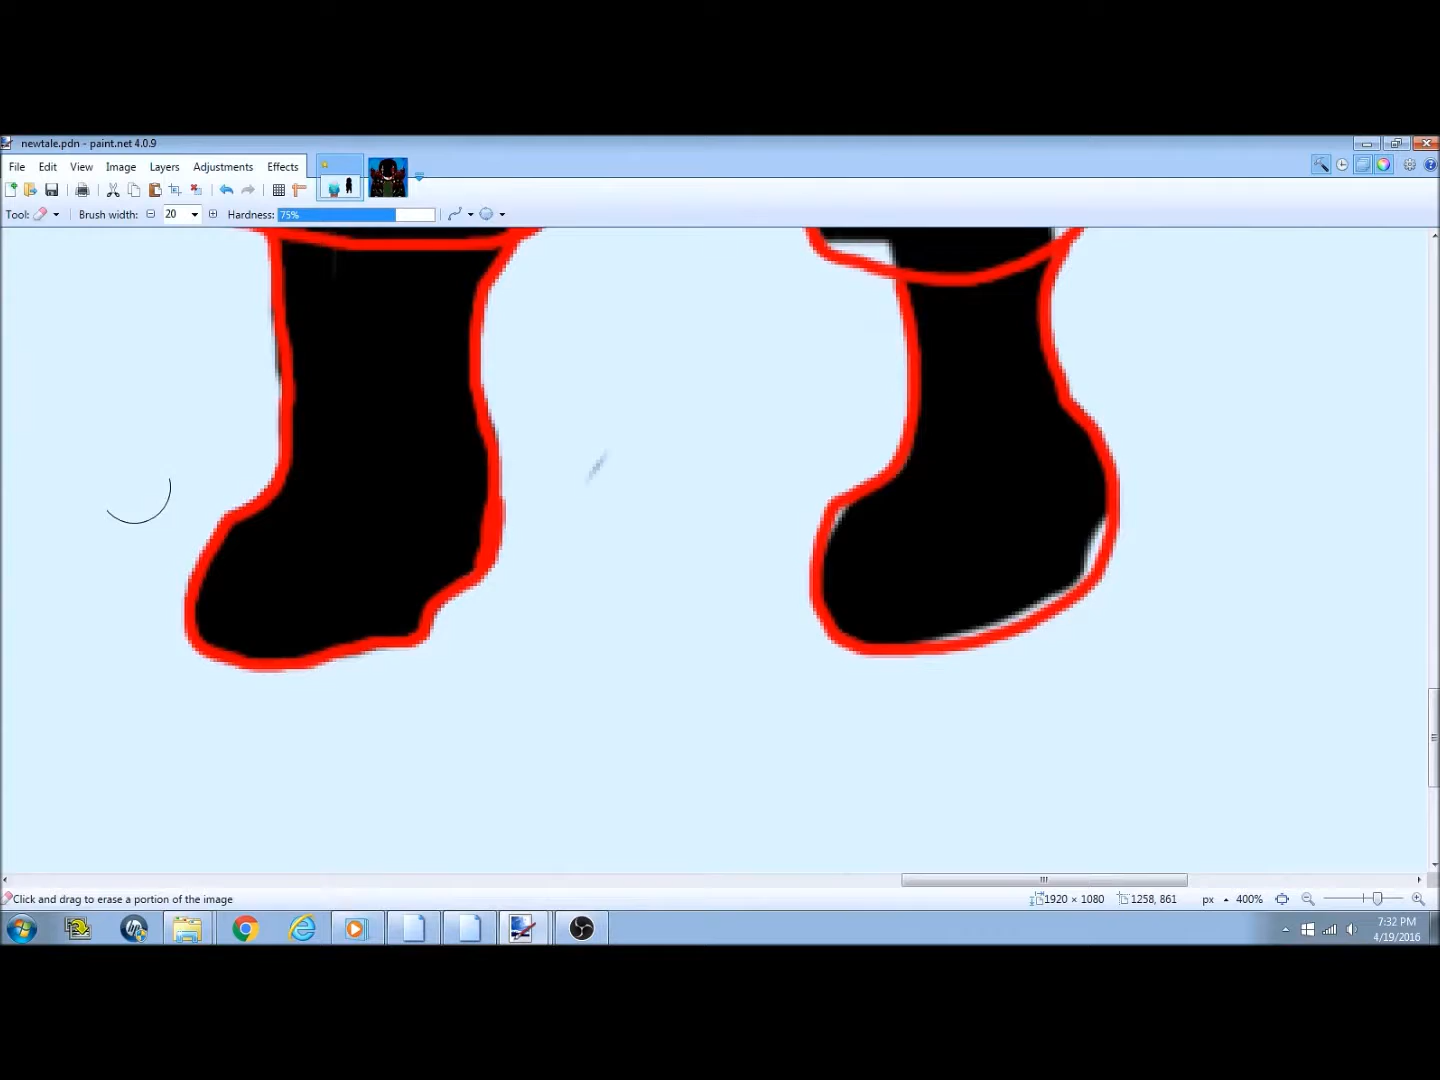 newtale.pdn - paint.net 4.0.9
File Edit View Image Layers Adjustments Effects
Tool: Brush width: 20 Hardness: 75%
Click and drag to erase a portion of the image 1920 × 1080 1258, 861 px 400%
7:32 PM
4/19/2016